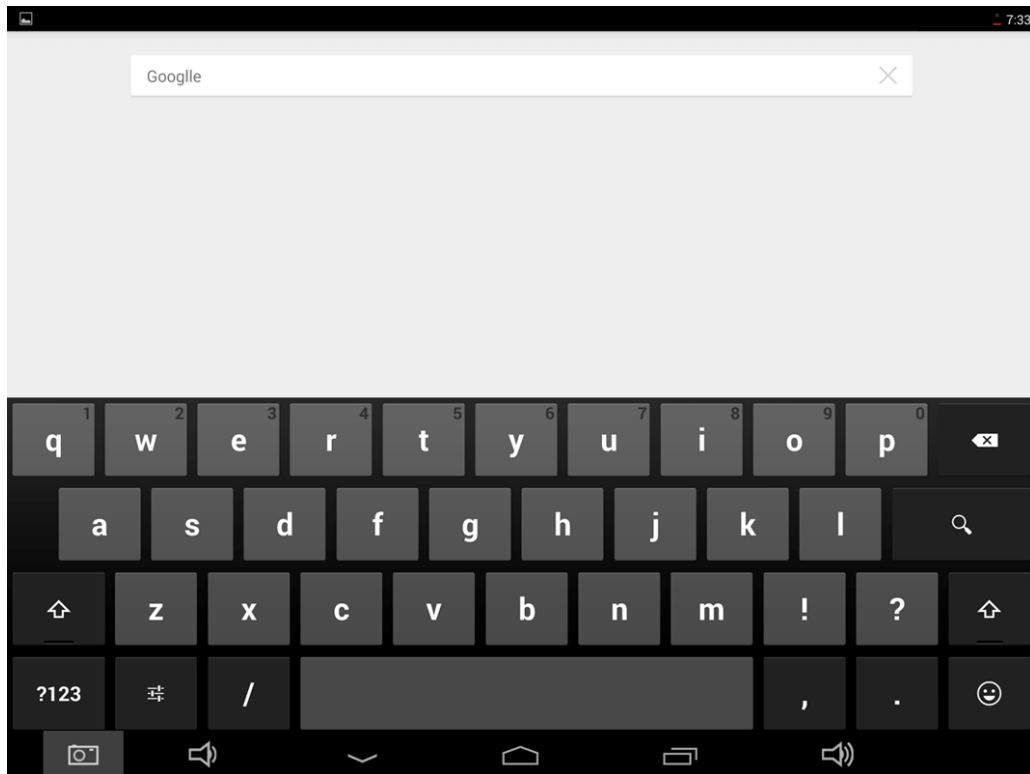 7:33
Googlle
1 2 3 4 5 6 7 8 9 0
q w e r t y u i o p
a s d f g h j k l
z x c v b n m ! ?
?123 / , .